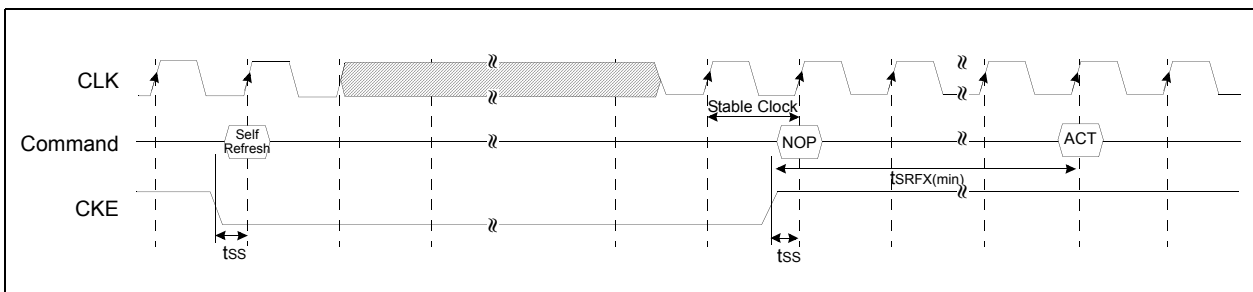 CLK
Stable Clock
Command
Self
Refresh
NOP
ACT
tSRFX(min)
CKE
tss
tss